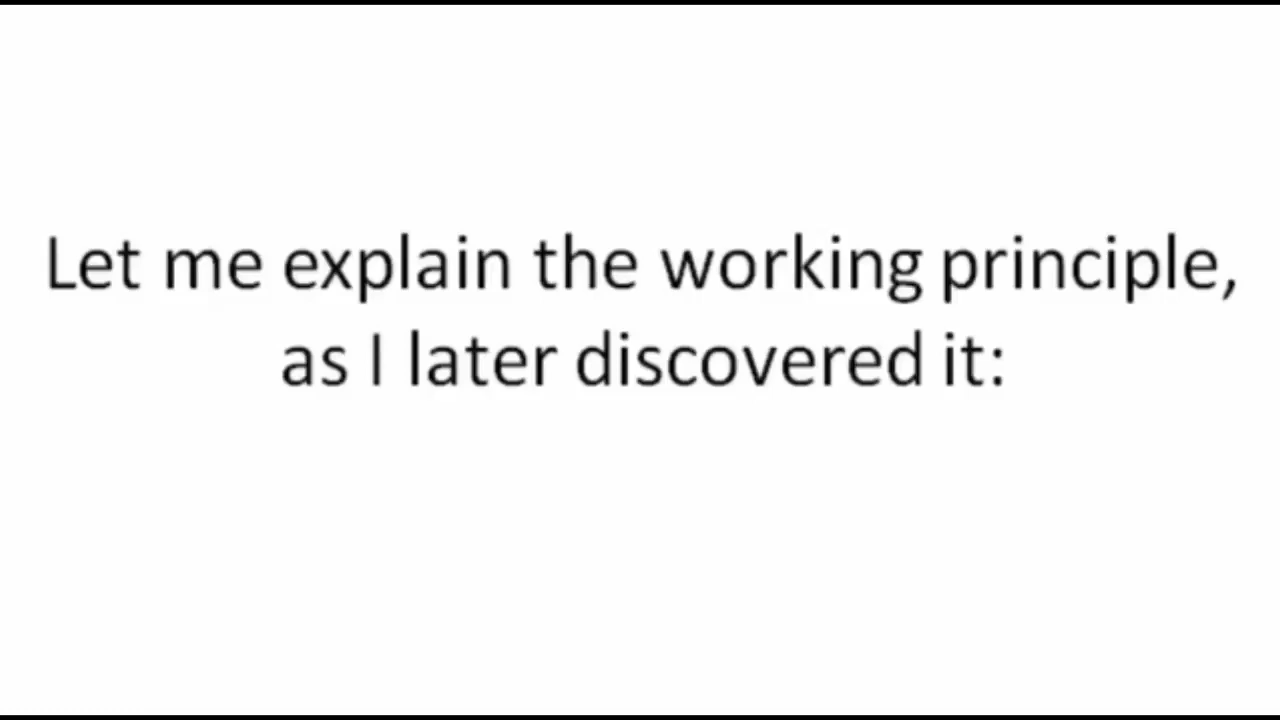 Let me explain the working principle,
as I later discovered it: